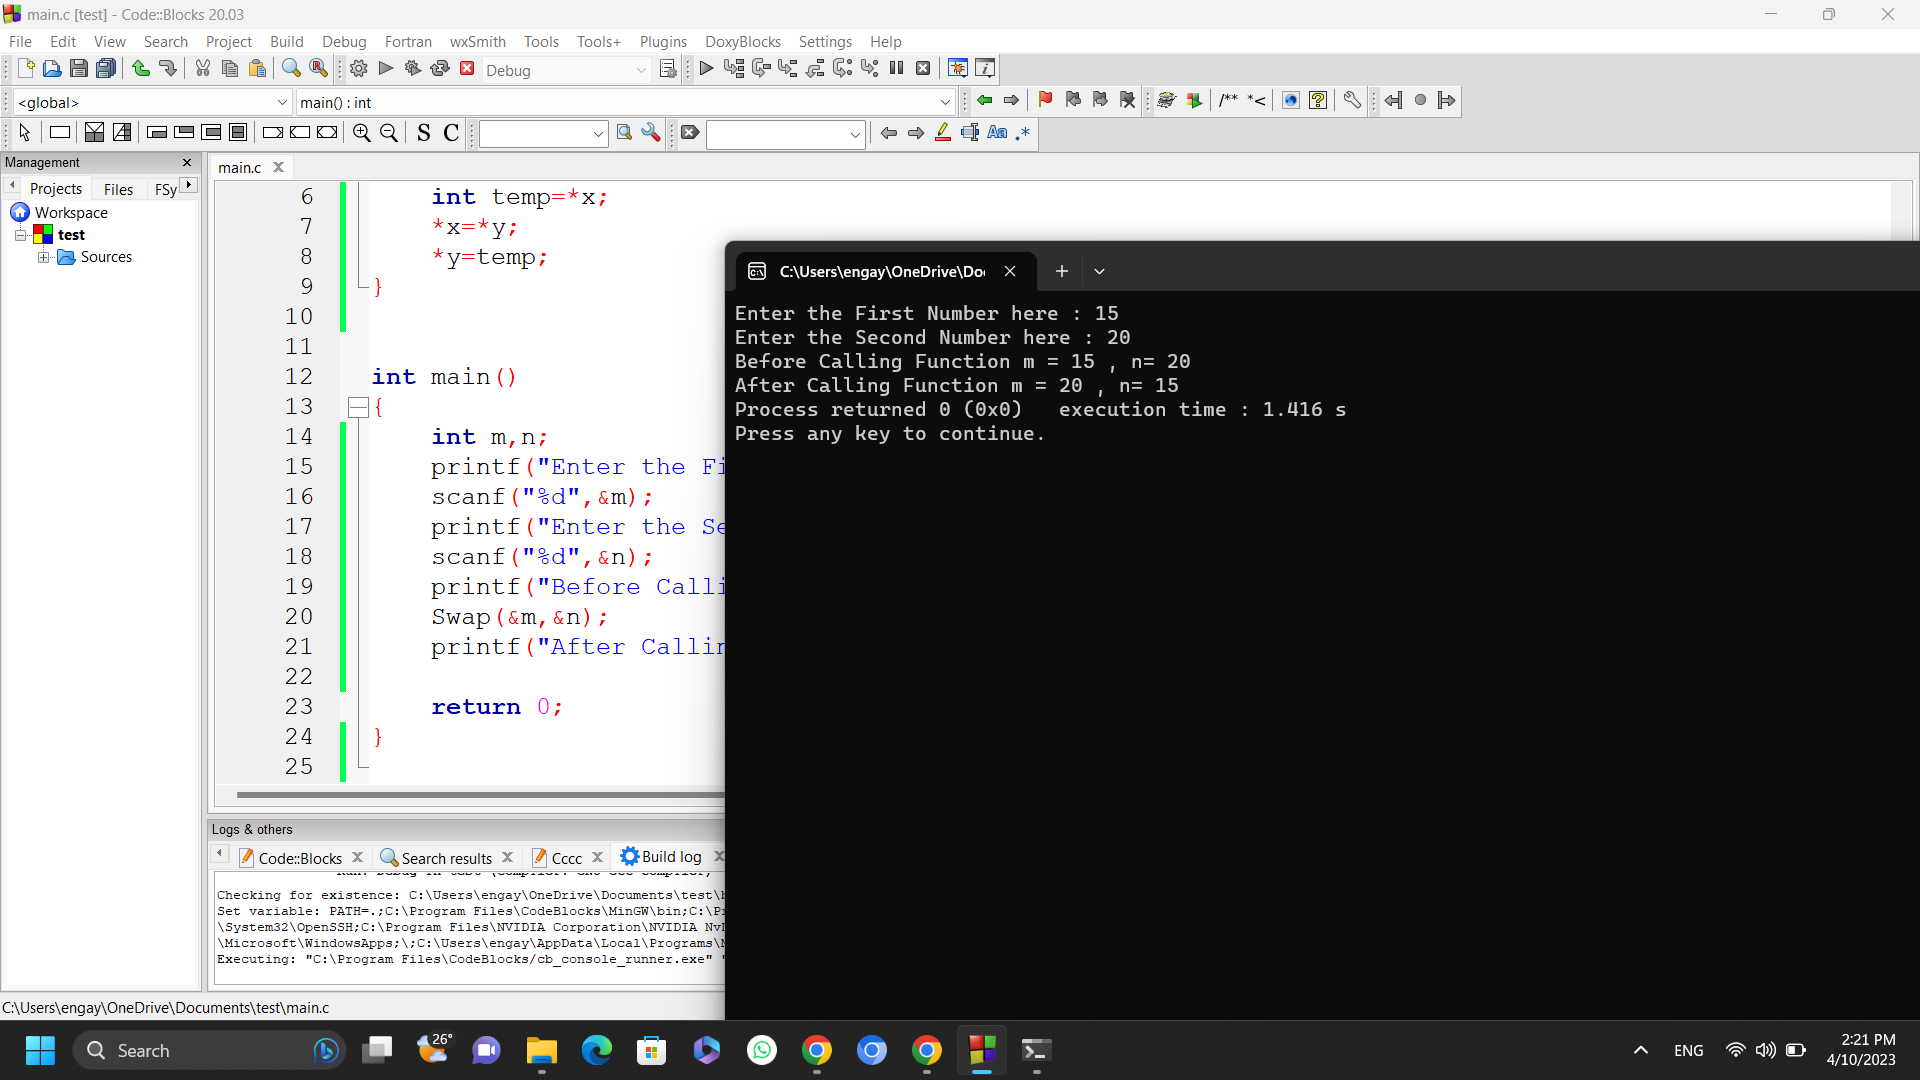 main.c [test] - Code::Blocks 20.03
File Edit View Search Project Build Debug Fortran wxSmith Tools Tools+ Plugins DoxyBlocks Settings Help
Debug
<global> main() : int
/** *<
S C Aa .*
Management
Projects Files FSy
Workspace
test
Sources
main.c
6 int temp=*x;
7 *x=*y;
8 *y=temp;
9 }
10
11
12 int main()
13 {
14 int m,n;
15 printf("Enter the Fi
16 scanf("%d",&m);
17 printf("Enter the Se
18 scanf("%d",&n);
19 printf("Before Calli
20 Swap(&m,&n);
21 printf("After Callin
22
23 return 0;
24 }
25
C:\Users\engay\OneDrive\Do
Enter the First Number here : 15
Enter the Second Number here : 20
Before Calling Function m = 15 , n= 20
After Calling Function m = 20 , n= 15
Process returned 0 (0x0) execution time : 1.416 s
Press any key to continue.
Logs & others
Code::Blocks Search results Cccc Build log
Checking for existence: C:\Users\engay\OneDrive\Documents\test\b
Set variable: PATH=.;C:\Program Files\CodeBlocks\MinGW\bin;C:\Pr
\System32\OpenSSH;C:\Program Files\NVIDIA Corporation\NVIDIA NvD
\Microsoft\WindowsApps;\;C:\Users\engay\AppData\Local\Programs\M
Executing: "C:\Program Files\CodeBlocks/cb_console_runner.exe" "
C:\Users\engay\OneDrive\Documents\test\main.c
Search
26°
ENG
2:21 PM
4/10/2023